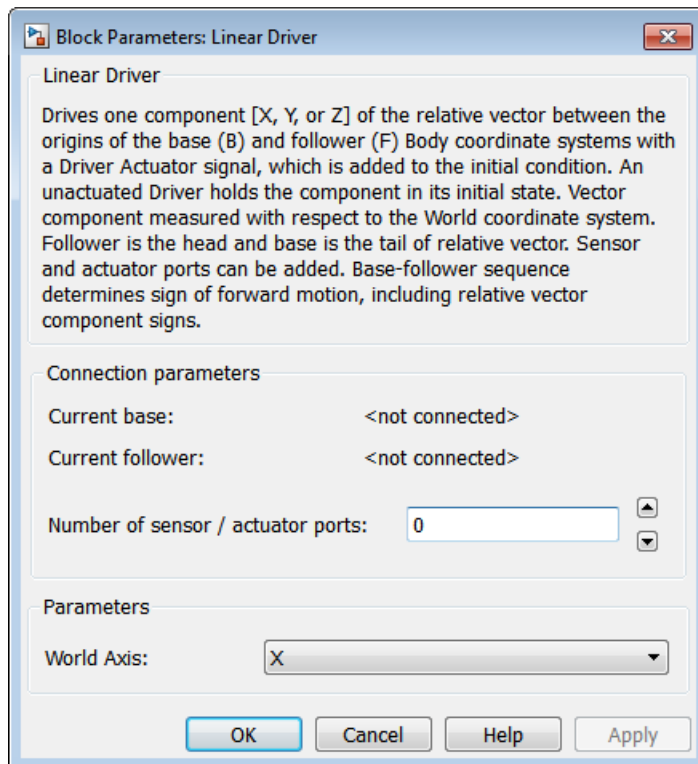 Block Parameters: Linear Driver
Linear Driver
Drives one component [X, Y, or Z] of the relative vector between the
origins of the base (B) and follower (F) Body coordinate systems with
a Driver Actuator signal, which is added to the initial condition. An
unactuated Driver holds the component in its initial state. Vector
component measured with respect to the World coordinate system.
Follower is the head and base is the tail of relative vector. Sensor
and actuator ports can be added. Base-follower sequence
determines sign of forward motion, including relative vector
component signs.
Connection parameters
Current base: <not connected>
Current follower: <not connected>
Number of sensor / actuator ports: 0
Parameters
World Axis: X
OK Cancel Help Apply